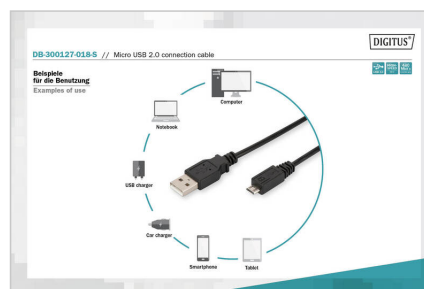 DIGITUS®
DB-300127-018-S // Micro USB 2.0 connection cable
Beispiele
für die Benutzung
Examples of use
Computer
Notebook
USB charger
Car charger
Smartphone
Tablet